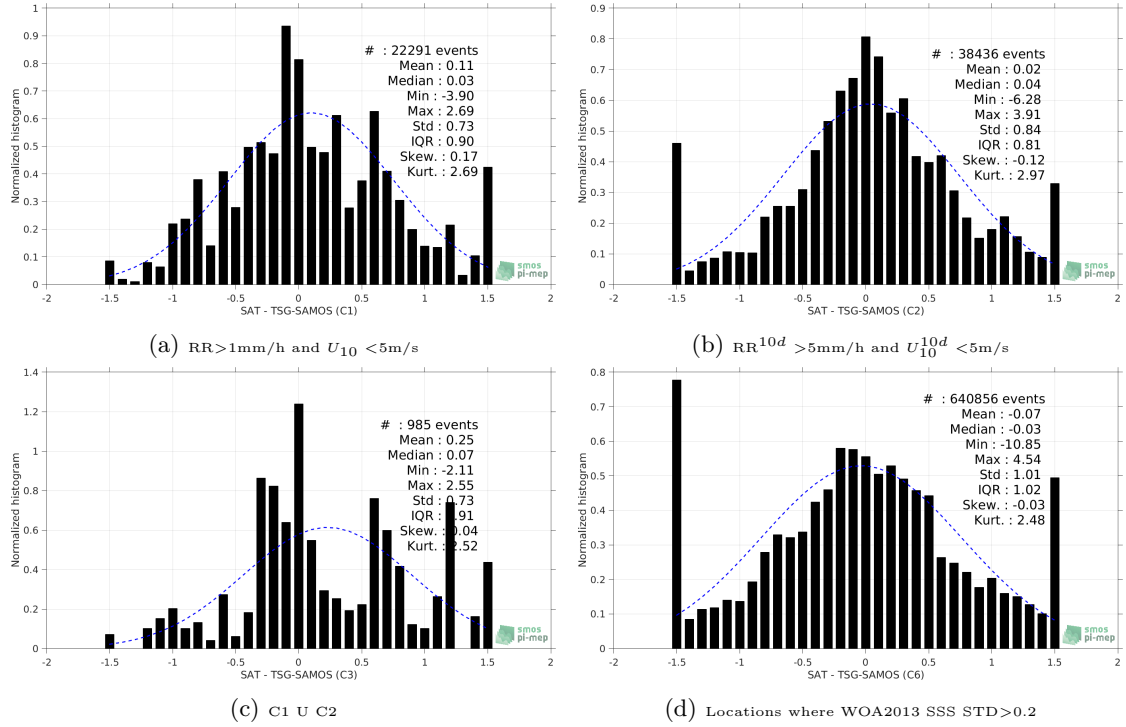 # : 22291 events
Mean : 0.11
Median : 0.03
Min : -3.90
Max : 2.69
Std : 0.73
IQR : 0.90
Skew. : 0.17
Kurt. : 2.69
Normalized histogram
1
0.9
0.8
0.7
0.6
0.5
0.4
0.3
0.2
0.1
0
-2 -1.5 -1 -0.5 0 0.5 1 1.5 2
SAT - TSG-SAMOS (C1)
smos
pi-mep
(a) RR>1mm/h and U10 <5m/s
# : 38436 events
Mean : 0.02
Median : 0.04
Min : -6.28
Max : 3.91
Std : 0.84
IQR : 0.81
Skew. : -0.12
Kurt. : 2.97
Normalized histogram
0.9
0.8
0.7
0.6
0.5
0.4
0.3
0.2
0.1
0
-2 -1.5 -1 -0.5 0 0.5 1 1.5 2
SAT - TSG-SAMOS (C2)
smos
pi-mep
(b) RR10d >5mm/h and U10 10d <5m/s
# : 985 events
Mean : 0.25
Median : 0.07
Min : -2.11
Max : 2.55
Std : 0.73
IQR : 0.91
Skew. : 0.04
Kurt. : 2.52
Normalized histogram
1.4
1.2
1
0.8
0.6
0.4
0.2
0
-2 -1.5 -1 -0.5 0 0.5 1 1.5 2
SAT - TSG-SAMOS (C3)
smos
pi-mep
(c) C1 U C2
# : 640856 events
Mean : -0.07
Median : -0.03
Min : -10.85
Max : 4.54
Std : 1.01
IQR : 1.02
Skew. : -0.03
Kurt. : 2.48
Normalized histogram
0.8
0.7
0.6
0.5
0.4
0.3
0.2
0.1
0
-2 -1.5 -1 -0.5 0 0.5 1 1.5 2
SAT - TSG-SAMOS (C6)
smos
pi-mep
(d) Locations where WOA2013 SSS STD>0.2